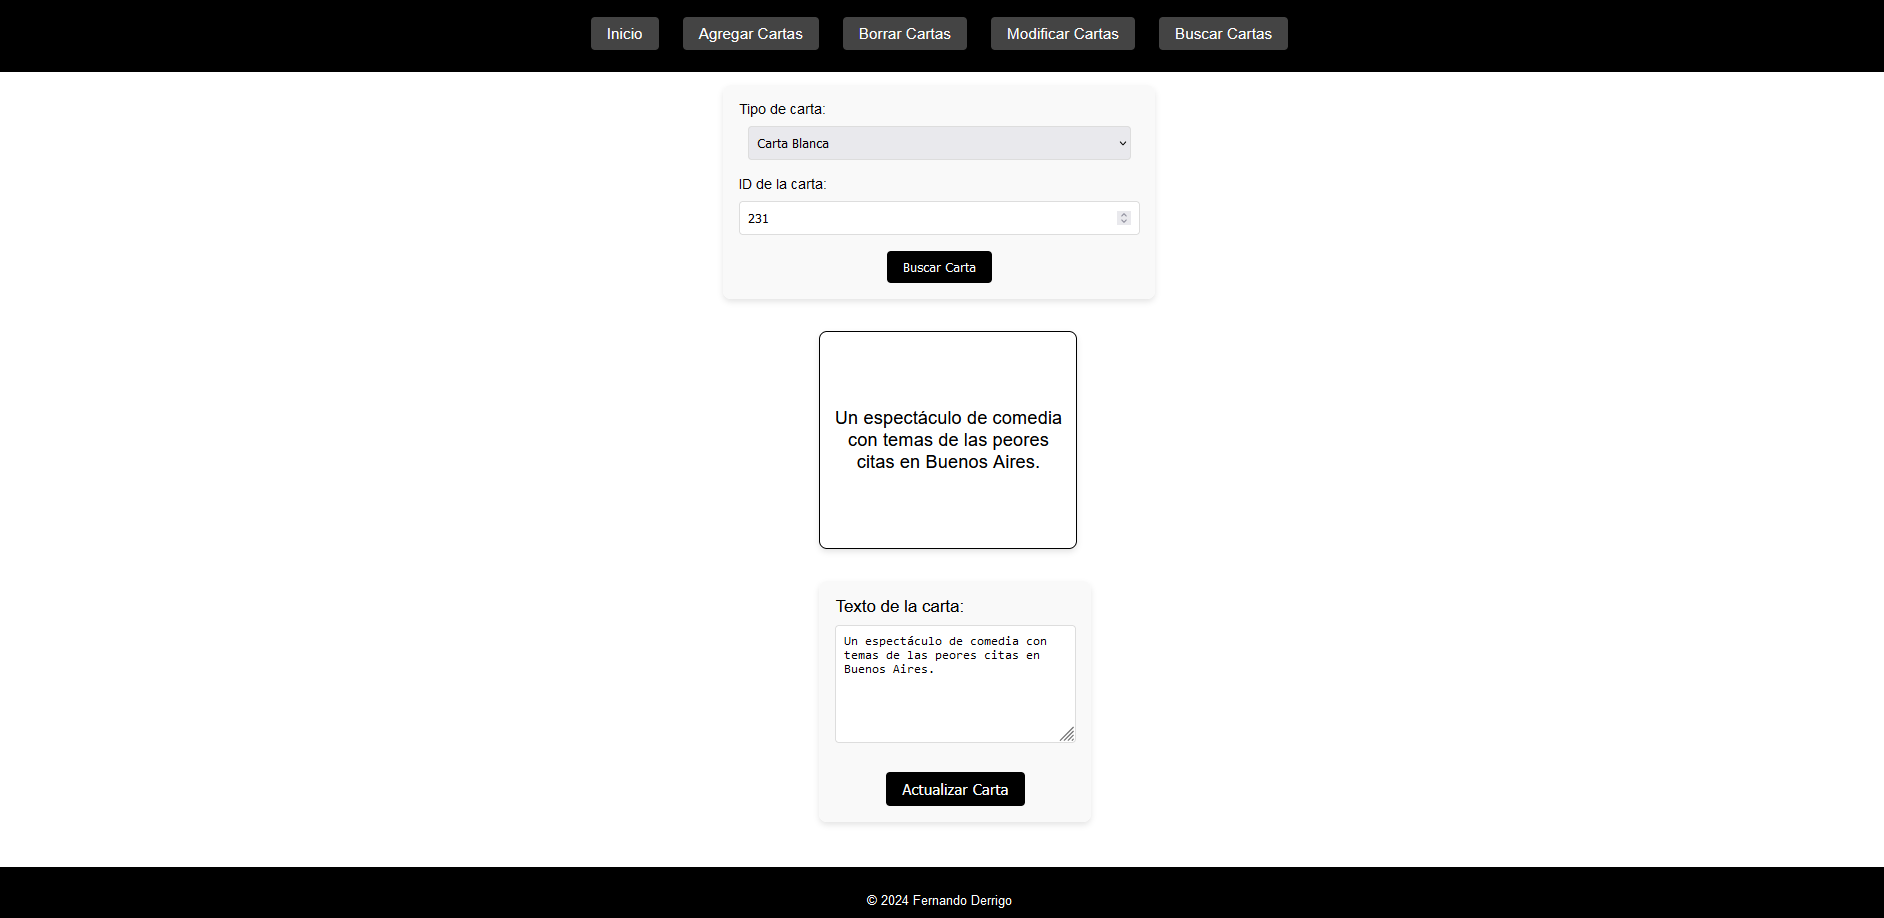 Inicio
Agregar Cartas
Borrar Cartas
Modificar Cartas
Buscar Cartas
Tipo de carta:
Carta Blanca
ID de la carta:
231
Buscar Carta
Un espectáculo de comedia
con temas de las peores
citas en Buenos Aires.
Texto de la carta:
Un espectáculo de comedia con
temas de las peores citas en
Buenos Aires.
Actualizar Carta
© 2024 Fernando Derrigo